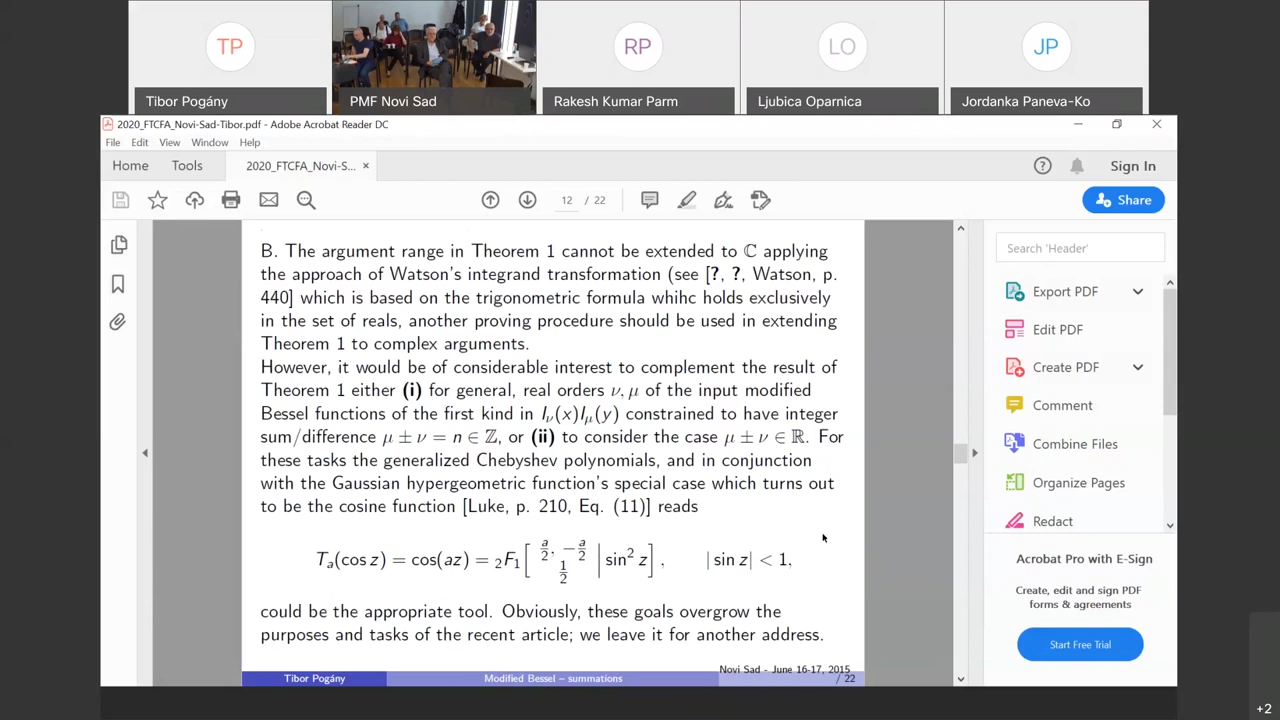 TP
RP
LO
JP
Tibor Pogány
PMF Novi Sad
Rakesh Kumar Parm
Ljubica Oparnica
Jordanka Paneva-Ko
2020_FTCFA_Novi-Sad-Tibor.pdf - Adobe Acrobat Reader DC
File Edit View Window Help
Home Tools 2020_FTCFA_Novi-S... × Sign In
12 / 22 Share
B. The argument range in Theorem 1 cannot be extended to ℂ applying
the approach of Watson's integrand transformation (see [?, ?, Watson, p.
440] which is based on the trigonometric formula whihc holds exclusively
in the set of reals, another proving procedure should be used in extending
Theorem 1 to complex arguments.
However, it would be of considerable interest to complement the result of
Theorem 1 either (i) for general, real orders ν, μ of the input modified
Bessel functions of the first kind in I_ν(x)I_μ(y) constrained to have integer
sum/difference μ ± ν = n ∈ ℤ, or (ii) to consider the case μ ± ν ∈ ℝ. For
these tasks the generalized Chebyshev polynomials, and in conjunction
with the Gaussian hypergeometric function's special case which turns out
to be the cosine function [Luke, p. 210, Eq. (11)] reads
T_a(cos z) = cos(az) = ₂F₁[ a/2, −a/2 ; 1/2 | sin² z ], | sin z| < 1,
could be the appropriate tool. Obviously, these goals overgrow the
purposes and tasks of the recent article; we leave it for another address.
Novi Sad - June 16-17, 2015
Tibor Pogány Modified Bessel – summations / 22
Search 'Header'
Export PDF
Edit PDF
Create PDF
Comment
Combine Files
Organize Pages
Redact
Acrobat Pro with E-Sign
Create, edit and sign PDF
forms & agreements
Start Free Trial
+2